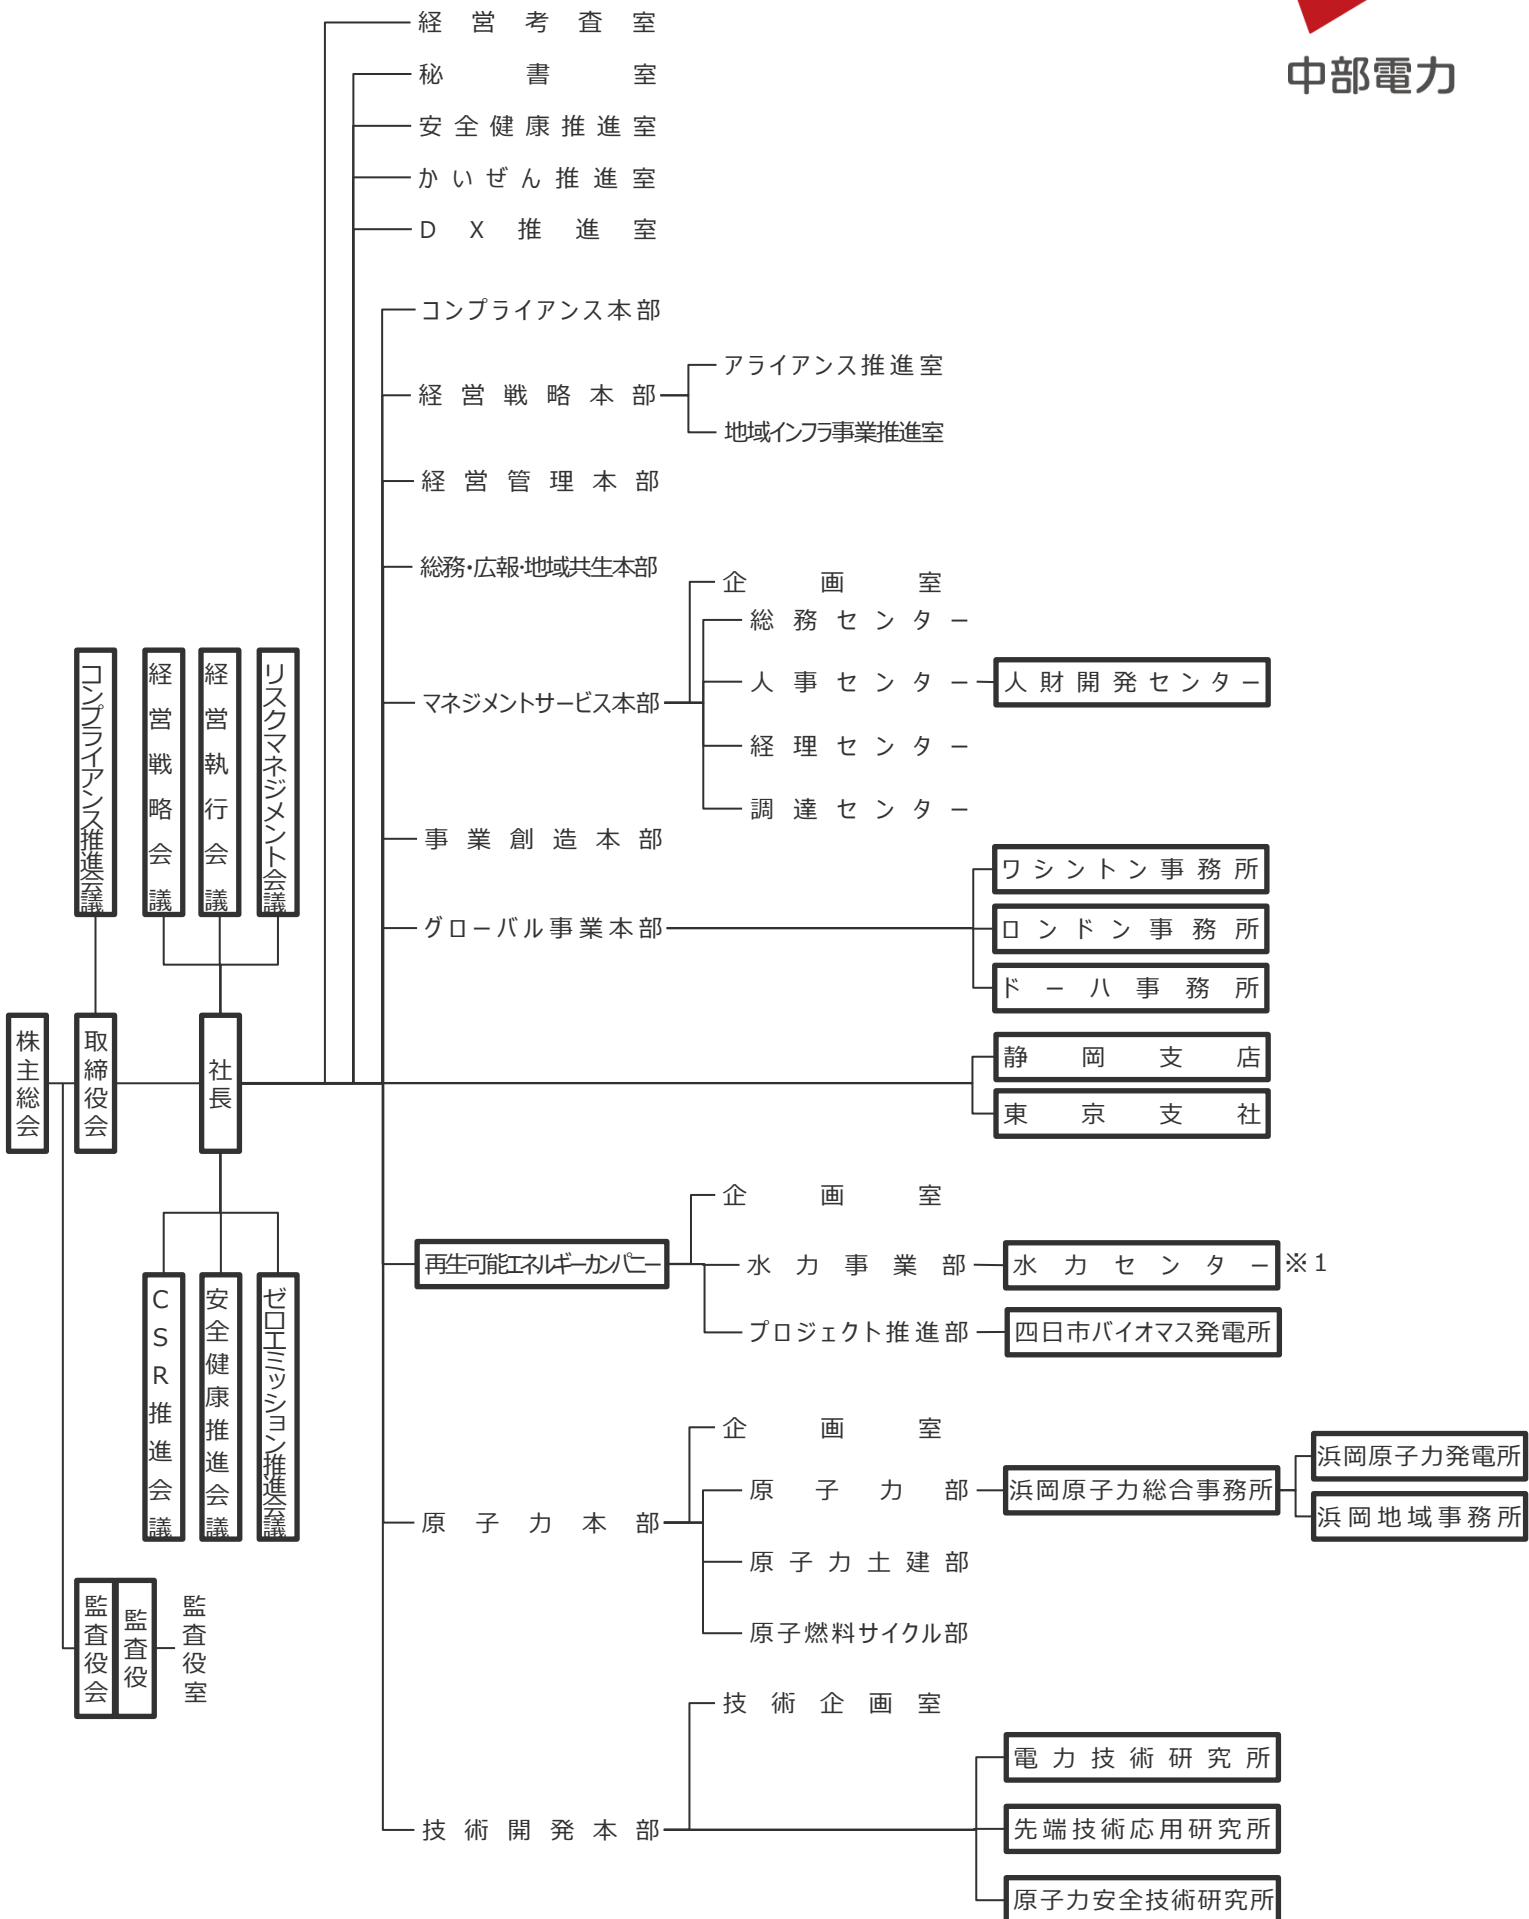 中部電力
経営考査室
秘書室
安全健康推進室
かいぜん推進室
DX推進室
コンプライアンス本部
経営戦略本部
アライアンス推進室
地域インフラ事業推進室
経営管理本部
総務・広報・地域共生本部
マネジメントサービス本部
企画室
総務センター
人事センター
人財開発センター
経理センター
調達センター
事業創造本部
グローバル事業本部
ワシントン事務所
ロンドン事務所
ドーハ事務所
静岡支店
東京支社
コンプライアンス推進会議
経営戦略会議
経営執行会議
リスクマネジメント会議
株主総会
取締役会
社長
CSR推進会議
安全健康推進会議
ゼロエミッション推進会議
監査役会
監査役
監査役室
再生可能エネルギーカンパニー
企画室
水力事業部
水力センター
※1
プロジェクト推進部
四日市バイオマス発電所
原子力本部
企画室
原子力部
浜岡原子力総合事務所
浜岡原子力発電所
浜岡地域事務所
原子力土建部
原子燃料サイクル部
技術開発本部
技術企画室
電力技術研究所
先端技術応用研究所
原子力安全技術研究所